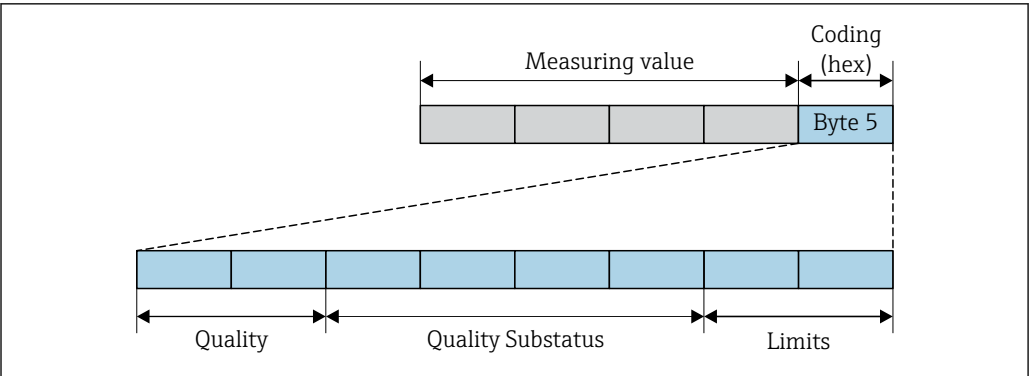 Coding
(hex)
Measuring value
Byte 5
Quality
Quality Substatus
Limits